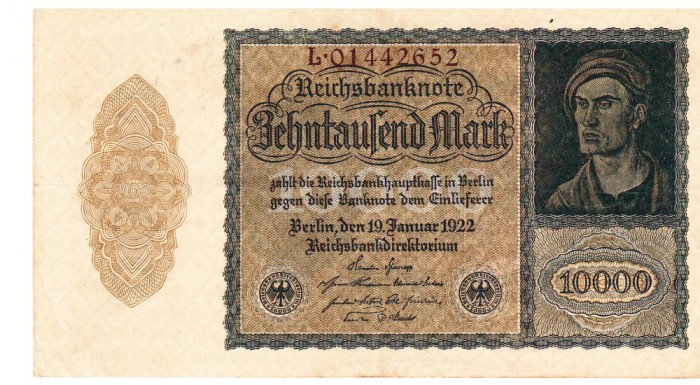 L·01442652
Reichsbanknote
Zehntausend Mark
zahlt die Reichsbankhauptkasse in Berlin
gegen diese Banknote dem Einlieferer
Berlin, den 19. Januar 1922
Reichsbankdirektorium
10000